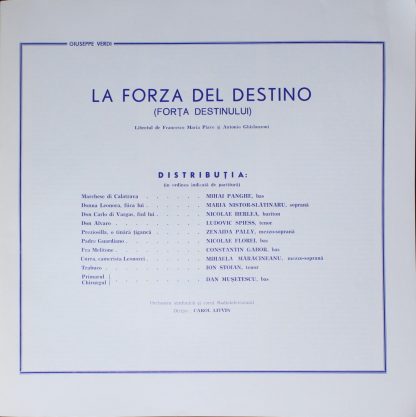 GIUSEPPE VERDI
LA FORZA DEL DESTINO
(FORȚA DESTINULUI)
Libretul de Francesco Maria Piave și Antonio Ghislanzoni
DISTRIBUȚIA:
(în ordinea indicată de partitură)
Marchese di Calatrava . . . . . . MIHAI PANGHE, bas
Donna Leonora, fiica lui . . . . . . MARIA NISTOR-SLĂTINARU, soprană
Don Carlo di Vargas, fiul lui . . . . . . NICOLAE HERLEA, bariton
Don Alvaro . . . . . . LUDOVIC SPIESS, tenor
Preziosilla, o tînără țigancă . . . . . . ZENAIDA PALLY, mezzo-soprană
Padre Guardiano . . . . . . NICOLAE FLOREI, bas
Fra Melitone . . . . . . CONSTANTIN GABOR, bas
Curra, camerista Leonorei . . . . . . MIHAELA MĂRĂCINEANU, mezzo-soprană
Trabuco . . . . . . ION STOIAN, tenor
Primarul
Chirurgul . . . . . . DAN MUȘETESCU, bas
Orchestra simfonică și corul Radioteleviziunii
Dirijor: CAROL LITVIN